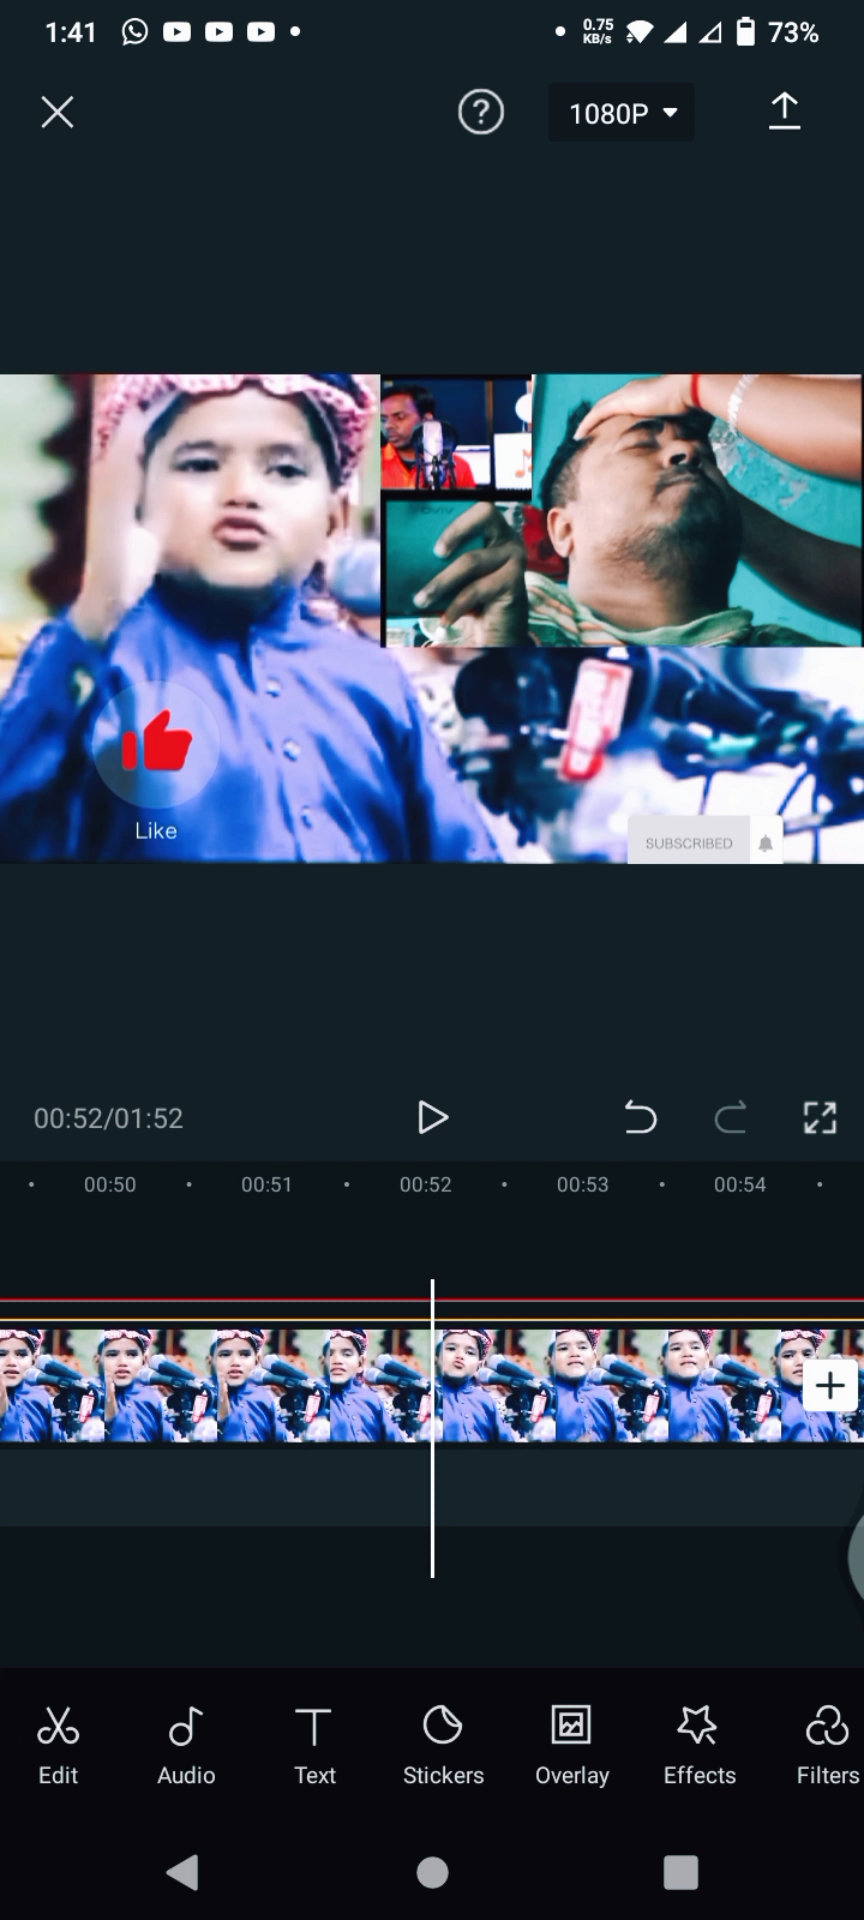 1:41
0.75
KB/s
73%
?
1080P
Like
SUBSCRIBED
00:52/01:52
00:50 00:51 00:52 00:53 00:54
Edit Audio Text Stickers Overlay Effects Filters